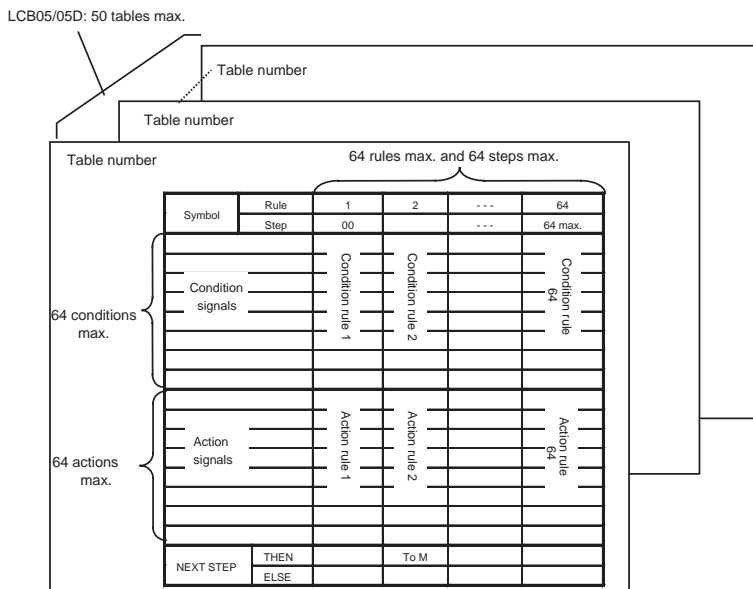 LCB05/05D: 50 tables max.
Table number
Table number
Table number
64 rules max. and 64 steps max.
Symbol
Rule 1 2 - - - 64
Step 00 - - - 64 max.
64 conditions
max.
Condition
signals
Condition rule 1
Condition rule 2
Condition rule
64
64 actions
max.
Action
signals
Action rule 1
Action rule 2
Action rule
64
NEXT STEP
THEN To M
ELSE